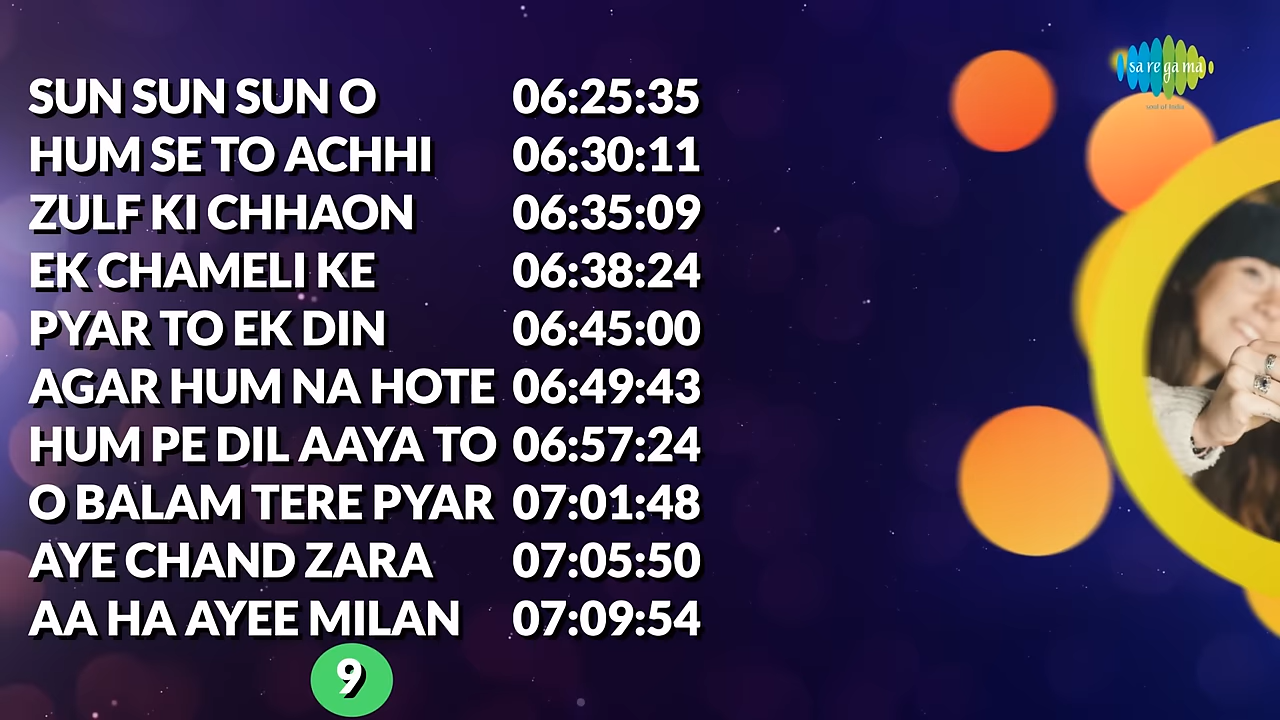 sa re ga ma
soul of India
SUN SUN SUN O 06:25:35
HUM SE TO ACHHI 06:30:11
ZULF KI CHHAON 06:35:09
EK CHAMELI KE 06:38:24
PYAR TO EK DIN 06:45:00
AGAR HUM NA HOTE 06:49:43
HUM PE DIL AAYA TO 06:57:24
O BALAM TERE PYAR 07:01:48
AYE CHAND ZARA 07:05:50
AA HA AYEE MILAN 07:09:54
9